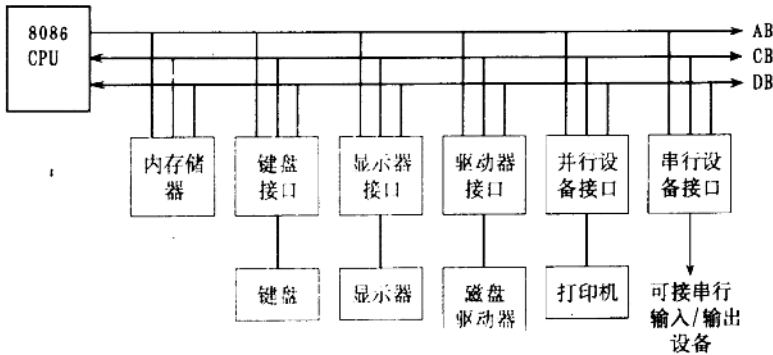 8086
CPU
AB
CB
DB
内存储
器
键盘
接口
显示器
接口
驱动器
接口
并行设
备接口
串行设
备接口
键盘
显示器
磁盘
驱动器
打印机
可接串行
输入/输出
设备